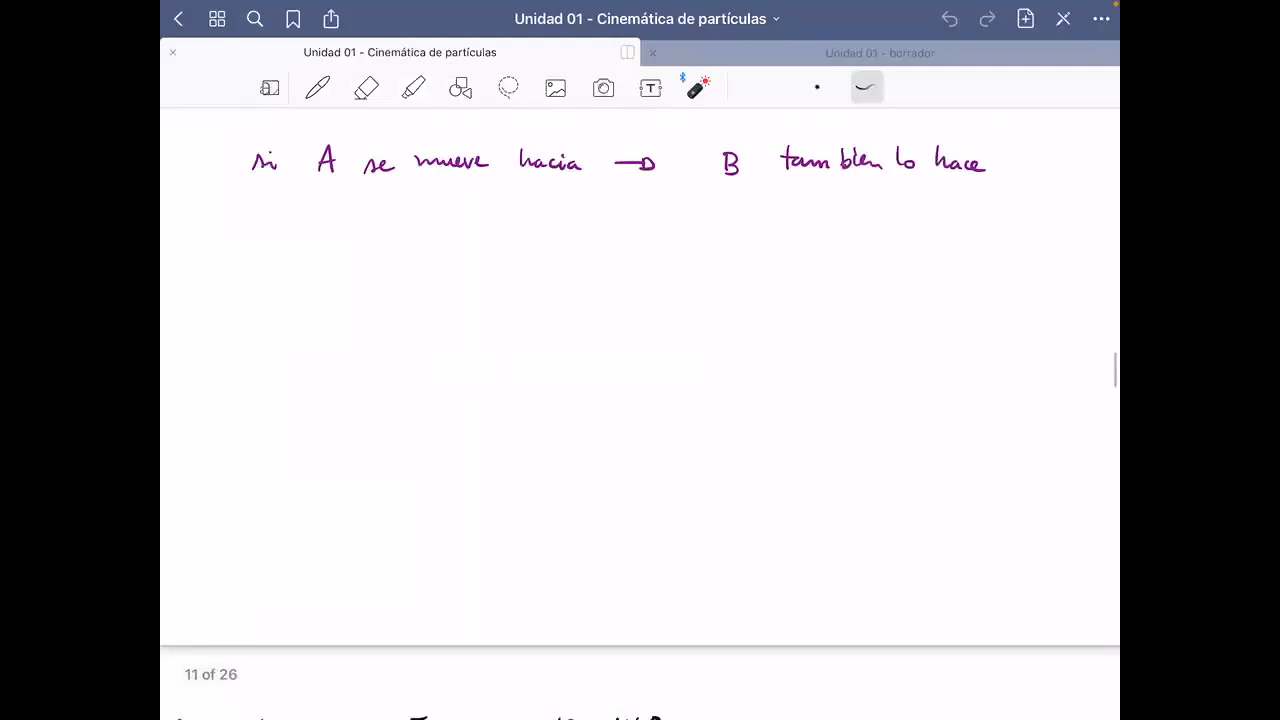 Unidad 01 - Cinemática de partículas
Unidad 01 - Cinemática de partículas
Unidad 01 - borrador
T
si A se mueve hacia → B también lo hace
11 of 26